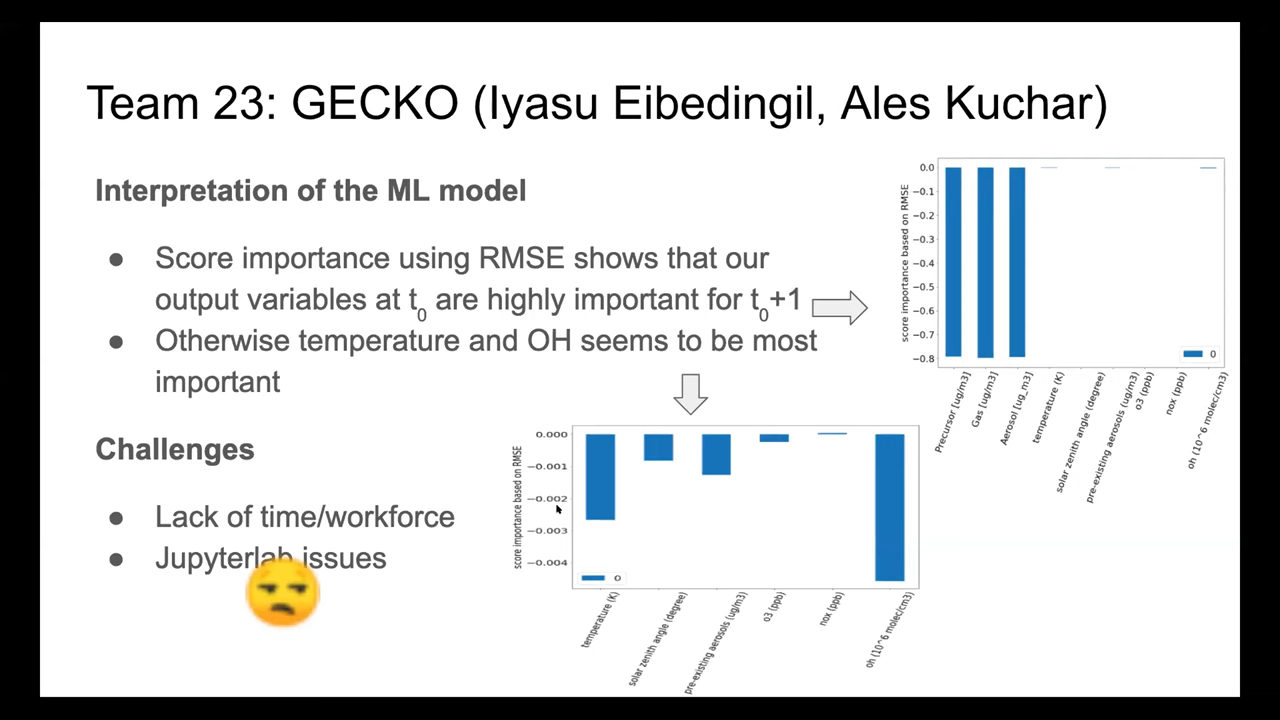 Team 23: GECKO (Iyasu Eibedingil, Ales Kuchar)
Interpretation of the ML model
● Score importance using RMSE shows that our
output variables at t0 are highly important for t0+1
● Otherwise temperature and OH seems to be most
important
Challenges
● Lack of time/workforce
● Jupyterlab issues
score importance based on RMSE
0.0
−0.1
−0.2
−0.3
−0.4
−0.5
−0.6
−0.7
−0.8
0
Precursor [ug/m3]
Gas [ug/m3]
Aerosol [ug_m3]
temperature (K)
solar zenith angle (degree)
pre-existing aerosols (ug/m3)
o3 (ppb)
nox (ppb)
oh (10^6 molec/cm3)
score importance based on RMSE
0.000
−0.001
−0.002
−0.003
−0.004
0
temperature (K)
solar zenith angle (degree)
pre-existing aerosols (ug/m3)
o3 (ppb)
nox (ppb)
oh (10^6 molec/cm3)